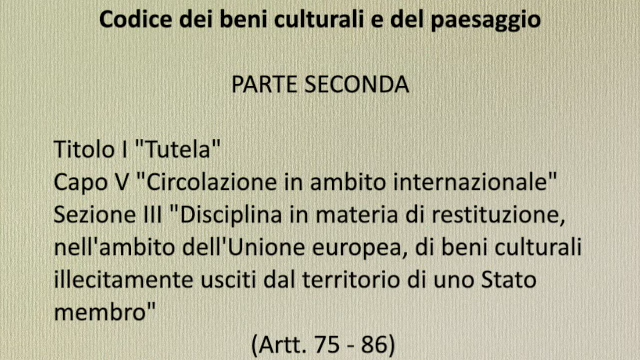 Codice dei beni culturali e del paesaggio
PARTE SECONDA
Titolo I "Tutela"
Capo V "Circolazione in ambito internazionale"
Sezione III "Disciplina in materia di restituzione,
nell'ambito dell'Unione europea, di beni culturali
illecitamente usciti dal territorio di uno Stato
membro"
(Artt. 75 - 86)